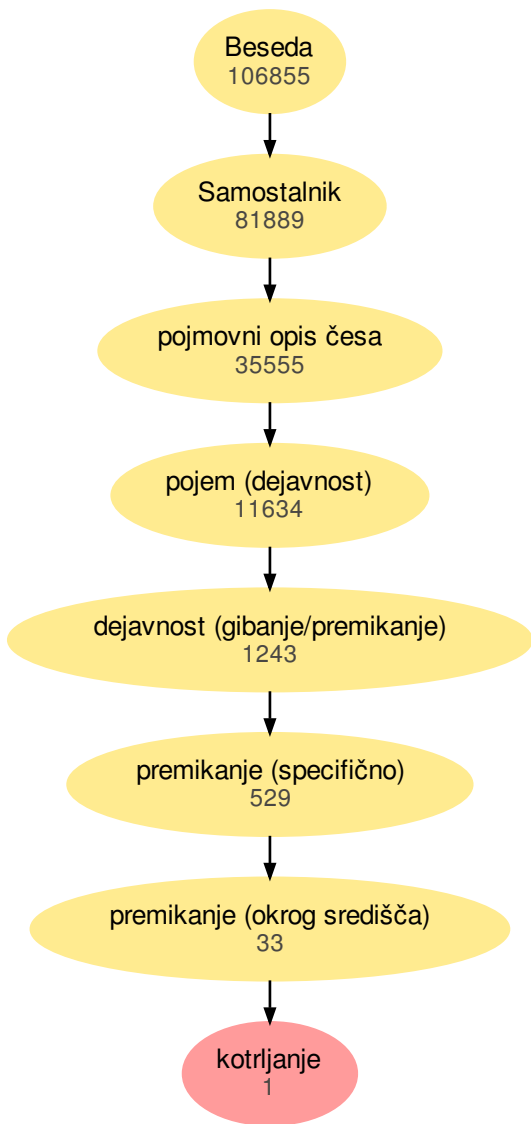 Beseda
106855
Samostalnik
81889
pojmovni opis česa
35555
pojem (dejavnost)
11634
dejavnost (gibanje/premikanje)
1243
premikanje (specifično)
529
premikanje (okrog središča)
33
kotrljanje
1